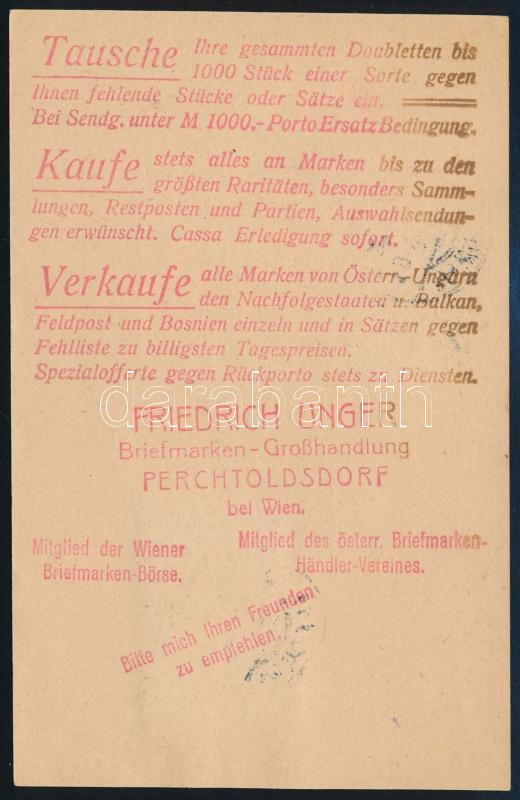 Tausche Ihre gesammten Doubletten bis
1000 Stück einer Sorte gegen
Ihnen fehlende Stücke oder Sätze ein.
Bei Sendg. unter M 1000.- Porto Ersatz Bedingung.
Kaufe stets alles an Marken bis zu den
größten Raritäten, besonders Samm-
lungen, Restposten und Partien, Auswahlsendun-
gen erwünscht. Cassa Erledigung sofort.
Verkaufe alle Marken von Österr.-Ungarn
den Nachfolgestaaten u. Balkan,
Feldpost und Bosnien einzeln und in Sätzen gegen
Fehlliste zu billigsten Tagespreisen.
Spezialofferte gegen Rückporto stets zu Diensten.
darabanth
FRIEDRICH UNGER
Briefmarken-Großhandlung
PERCHTOLDSDORF
bei Wien.
Mitglied der Wiener
Briefmarken-Börse.
Mitglied des österr. Briefmarken-
Händler-Vereines.
Bitte mich Ihren Freunden
zu empfehlen.